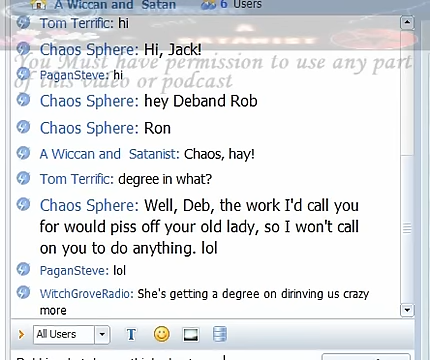 A Wiccan and Satan
6 Users
Tom Terrific: hi
Chaos Sphere: Hi, Jack!
You Must have permission to use any part
PaganSteve: hi
of this video or podcast
Chaos Sphere: hey Deband Rob
Chaos Sphere: Ron
A Wiccan and Satanist: Chaos, hay!
Tom Terrific: degree in what?
Chaos Sphere: Well, Deb, the work I'd call you
for would piss off your old lady, so I won't call
on you to do anything. lol
PaganSteve: lol
WitchGroveRadio: She's getting a degree on dirinving us crazy
more
All Users